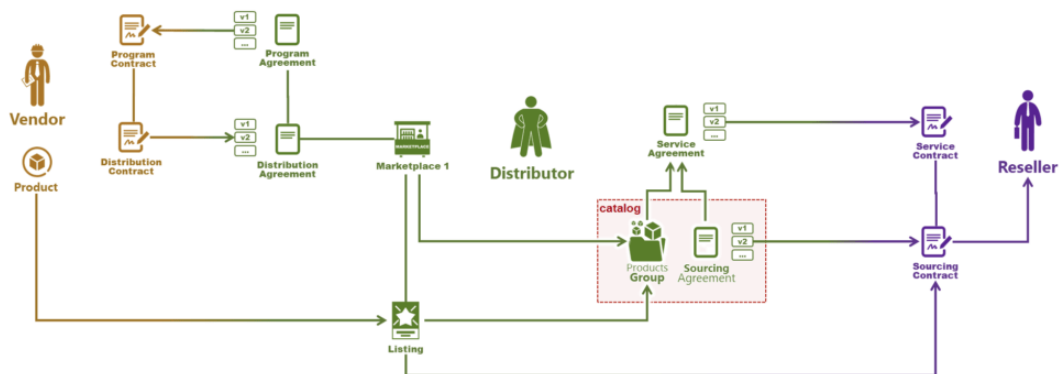 v1
v2
...
Program
Contract
Program
Agreement
Vendor
v1
v2
...
Distribution
Contract
Distribution
Agreement
MARKETPLACE
Marketplace 1
Product
Distributor
v1
v2
...
Service
Agreement
Service
Contract
Reseller
catalog
Products
Group
Sourcing
Agreement
v1
v2
...
Sourcing
Contract
Listing